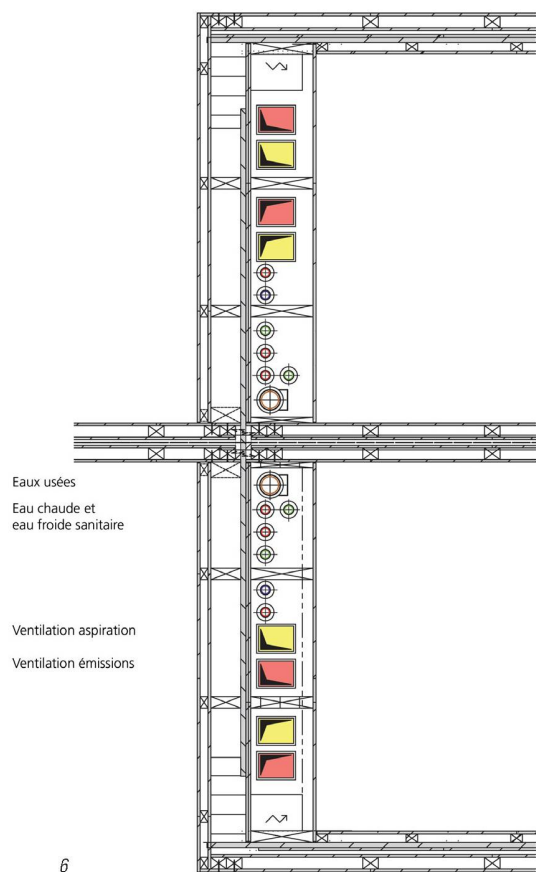 Eaux usées
Eau chaude et
eau froide sanitaire
Ventilation aspiration
Ventilation émissions
6